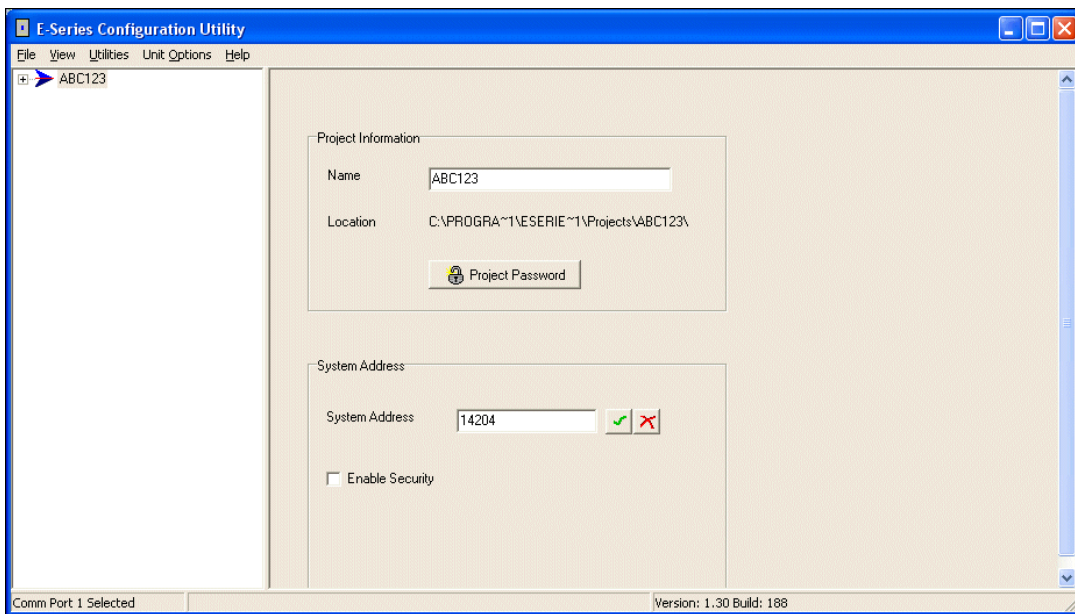 E-Series Configuration Utility
File View Utilities Unit Options Help
ABC123
Project Information
Name ABC123
Location C:\PROGRA~1\ESERIE~1\Projects\ABC123\
Project Password
System Address
System Address 14204
Enable Security
Comm Port 1 Selected Version: 1.30 Build: 188